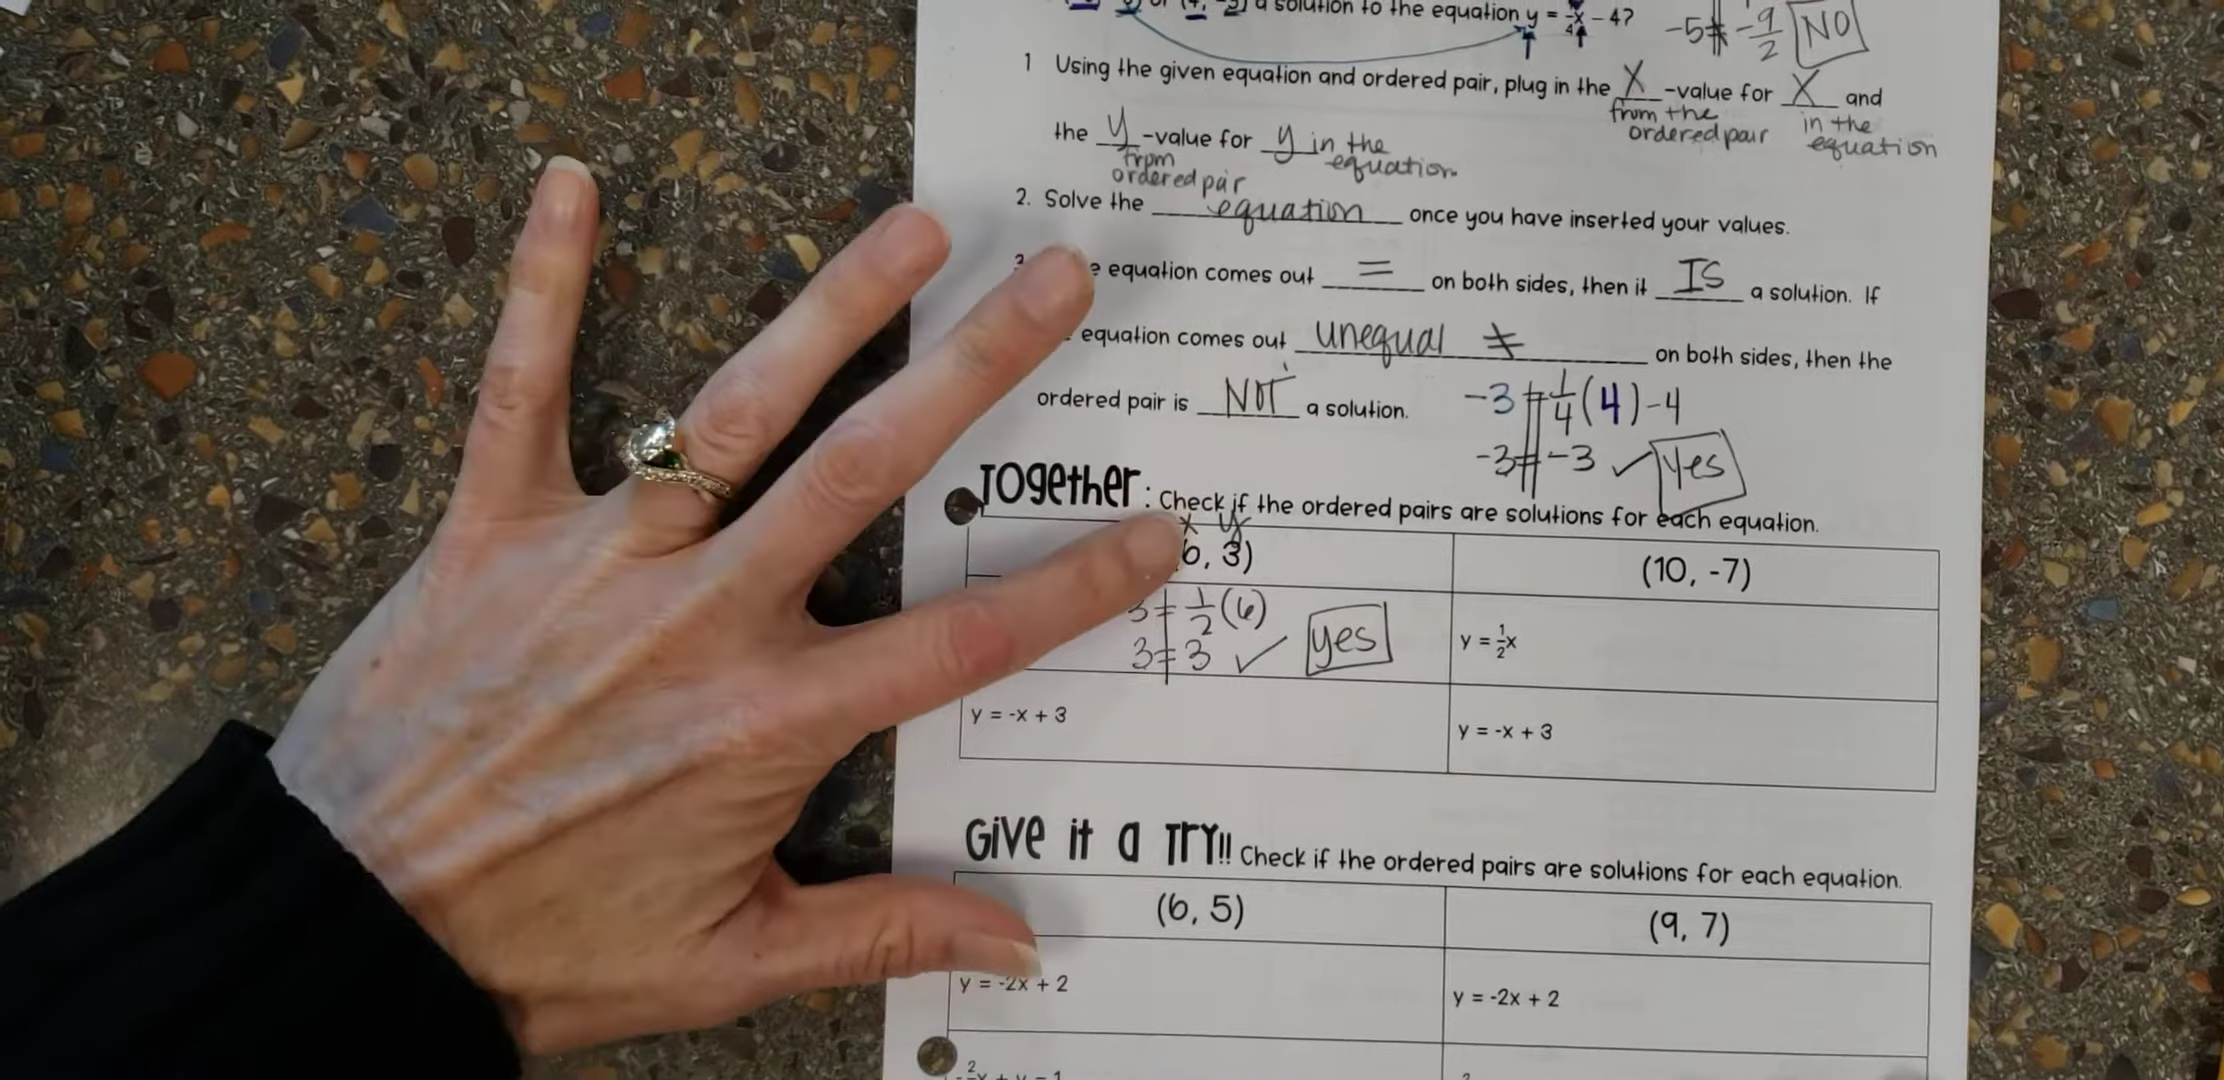 a solution to the equation y = -x - 4?
-5 ≠ -9/2 NO
1 Using the given equation and ordered pair, plug in the X -value for X and
from the ordered pair
in the equation
the y -value for y in the equation
from ordered pair
2. Solve the equation once you have inserted your values.
equation comes out = on both sides, then it IS a solution. If
equation comes out unequal ≠ on both sides, then the
ordered pair is NOT a solution.
-3 = 1/4 (4) - 4
-3 = -3 ✓ Yes
Together: Check if the ordered pairs are solutions for each equation.
x y
(6, 3)
(10, -7)
3 = 1/2 (6)
3 = 3 ✓ yes
y = 1/2 x
y = -x + 3
y = -x + 3
Give it a Try!! Check if the ordered pairs are solutions for each equation.
(6, 5)
(9, 7)
y = -2x + 2
y = -2x + 2